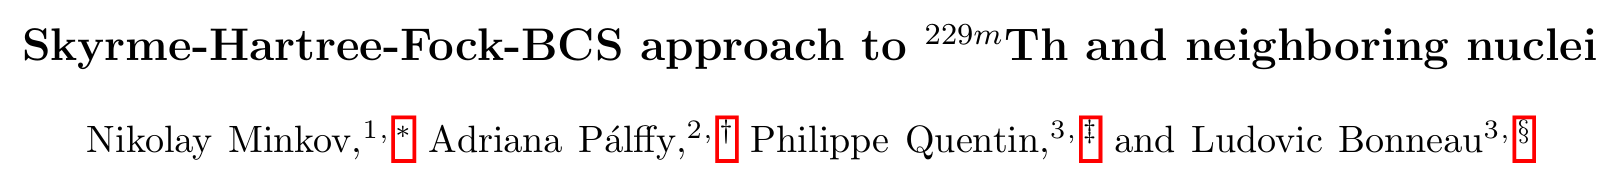 Skyrme-Hartree-Fock-BCS approach to ²²⁹ᵐTh and neighboring nuclei
Nikolay Minkov,¹,* Adriana Pálffy,²,† Philippe Quentin,³,‡ and Ludovic Bonneau³,§